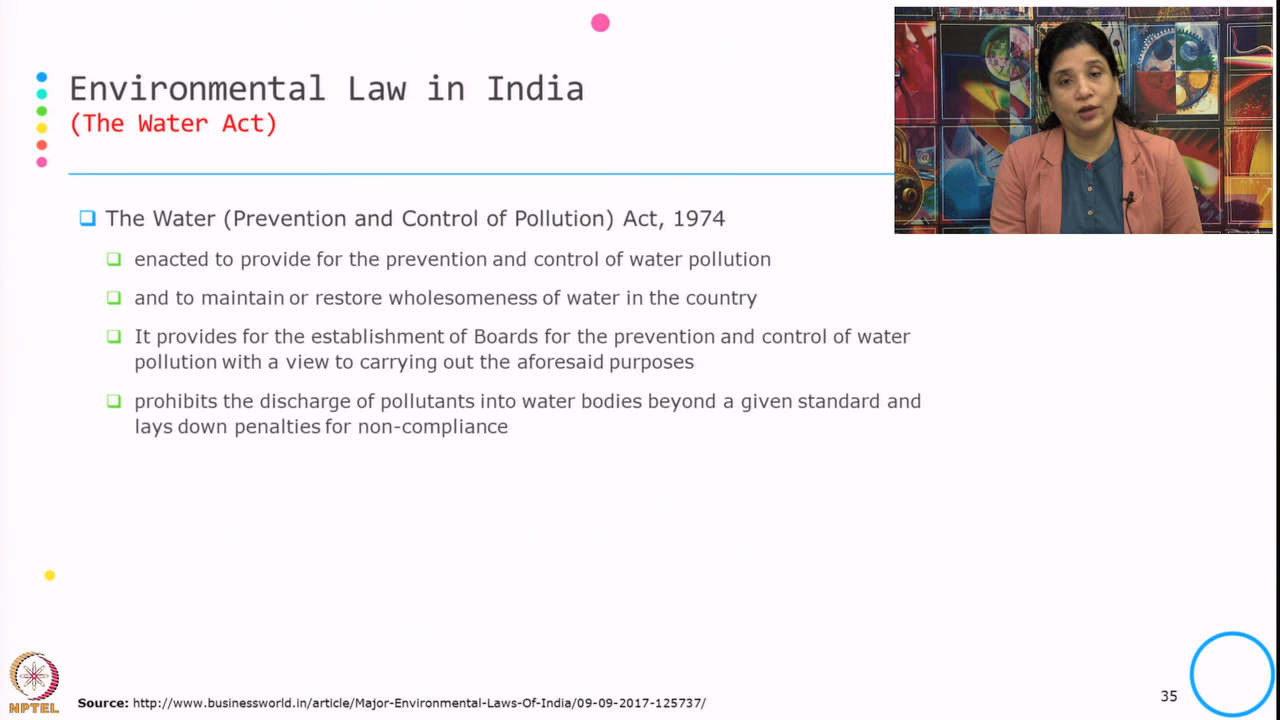 Environmental Law in India
(The Water Act)
The Water (Prevention and Control of Pollution) Act, 1974
enacted to provide for the prevention and control of water pollution
and to maintain or restore wholesomeness of water in the country
It provides for the establishment of Boards for the prevention and control of water
pollution with a view to carrying out the aforesaid purposes
prohibits the discharge of pollutants into water bodies beyond a given standard and
lays down penalties for non-compliance
NPTEL
Source: http://www.businessworld.in/article/Major-Environmental-Laws-Of-India/09-09-2017-125737/
35